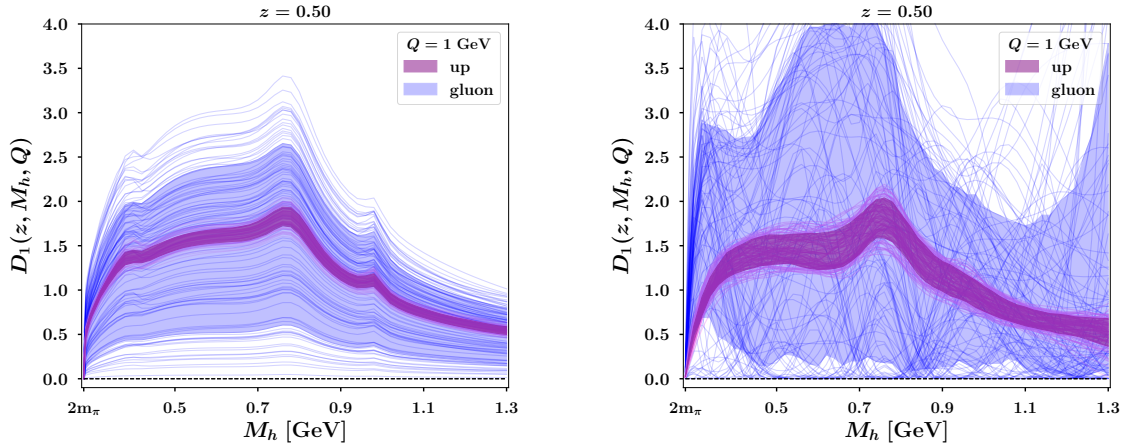 z = 0.50
D₁(z, Mₕ, Q)
4.0
3.5
3.0
2.5
2.0
1.5
1.0
0.5
0.0
Q = 1 GeV
up
gluon
2mπ 0.5 0.7 0.9 1.1 1.3
Mₕ [GeV]
z = 0.50
D₁(z, Mₕ, Q)
4.0
3.5
3.0
2.5
2.0
1.5
1.0
0.5
0.0
Q = 1 GeV
up
gluon
2mπ 0.5 0.7 0.9 1.1 1.3
Mₕ [GeV]